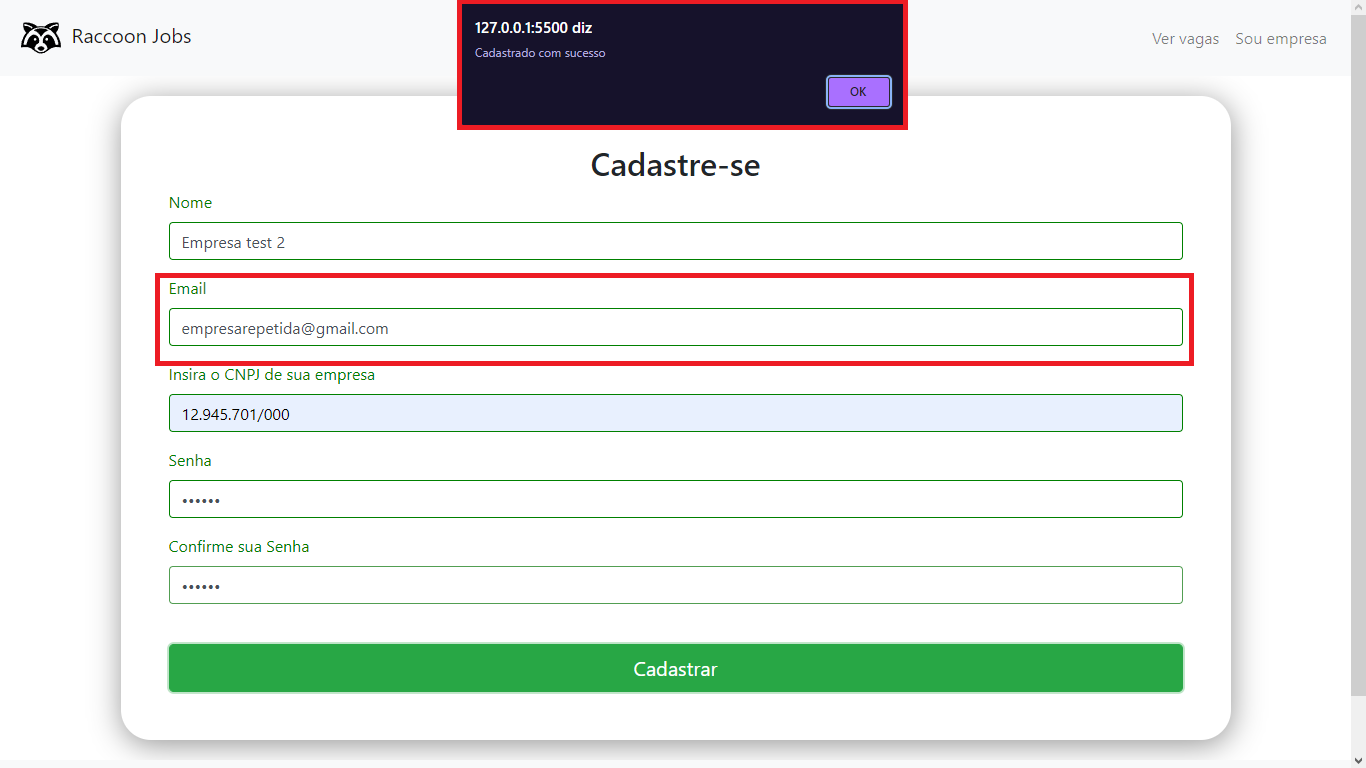 Raccoon Jobs
127.0.0.1:5500 diz
Cadastrado com sucesso
OK
Ver vagas Sou empresa
Cadastre-se
Nome
Empresa test 2
Email
empresarepetida@gmail.com
Insira o CNPJ de sua empresa
12.945.701/000
Senha
••••••
Confirme sua Senha
••••••
Cadastrar